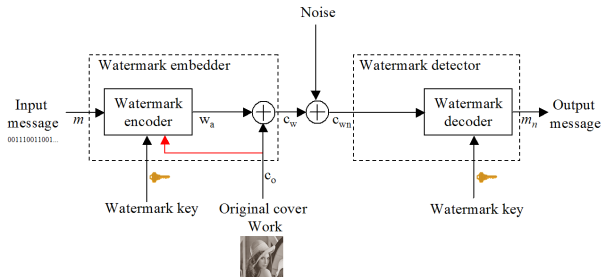 Noise
Watermark embedder
Watermark detector
Input
message
001110011001...
m
Watermark
encoder
w_a
c_w
c_wn
Watermark
decoder
m_n
Output
message
c_o
Watermark key
Original cover
Work
Watermark key